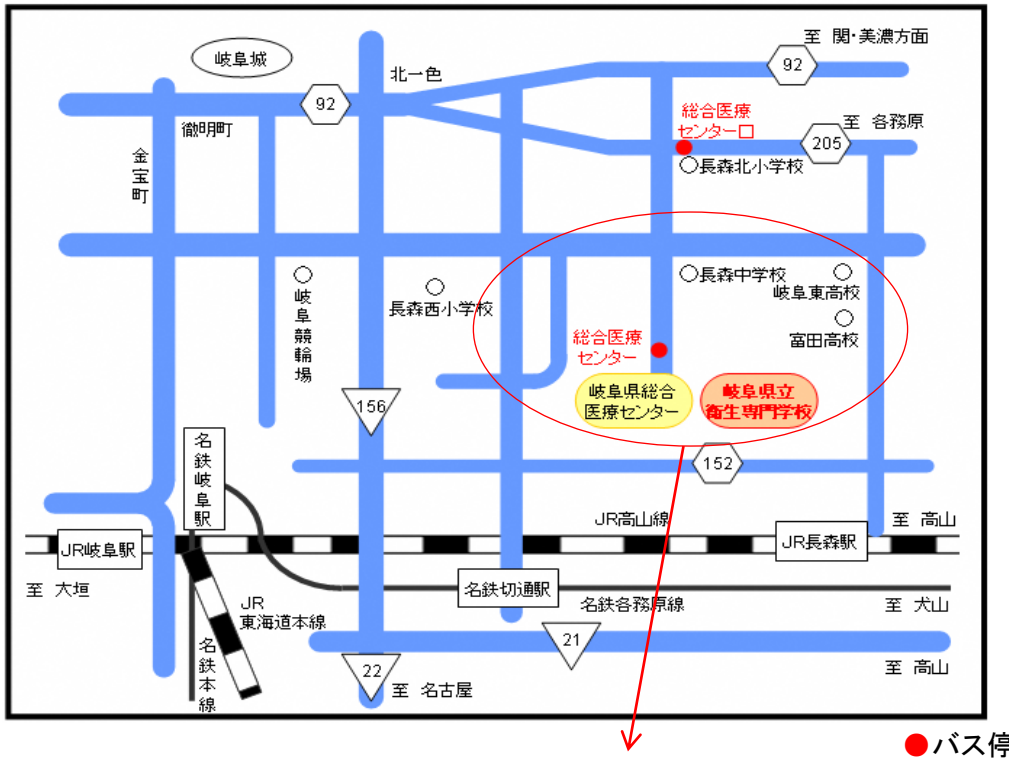 至 関・美濃方面
岐阜城
北一色
92
92
徹明町
総合医療
センター口
至 各務原
205
長森北小学校
金宝町
長森中学校
岐阜東高校
岐阜競輪場
長森西小学校
富田高校
総合医療
センター
岐阜県総合
医療センター
岐阜県立
衛生専門学校
156
名鉄岐阜駅
152
JR高山線
至 高山
JR岐阜駅
JR長森駅
至 大垣
名鉄切通駅
JR
東海道本線
名鉄各務原線
至 犬山
名鉄本線
21
22
至 名古屋
至 高山
バス停